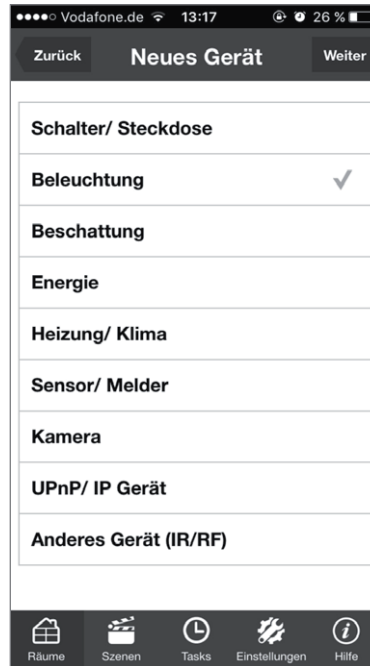 Vodafone.de 13:17 26 %
Zurück Neues Gerät Weiter
Schalter/ Steckdose
Beleuchtung
Beschattung
Energie
Heizung/ Klima
Sensor/ Melder
Kamera
UPnP/ IP Gerät
Anderes Gerät (IR/RF)
Räume Szenen Tasks Einstellungen Hilfe